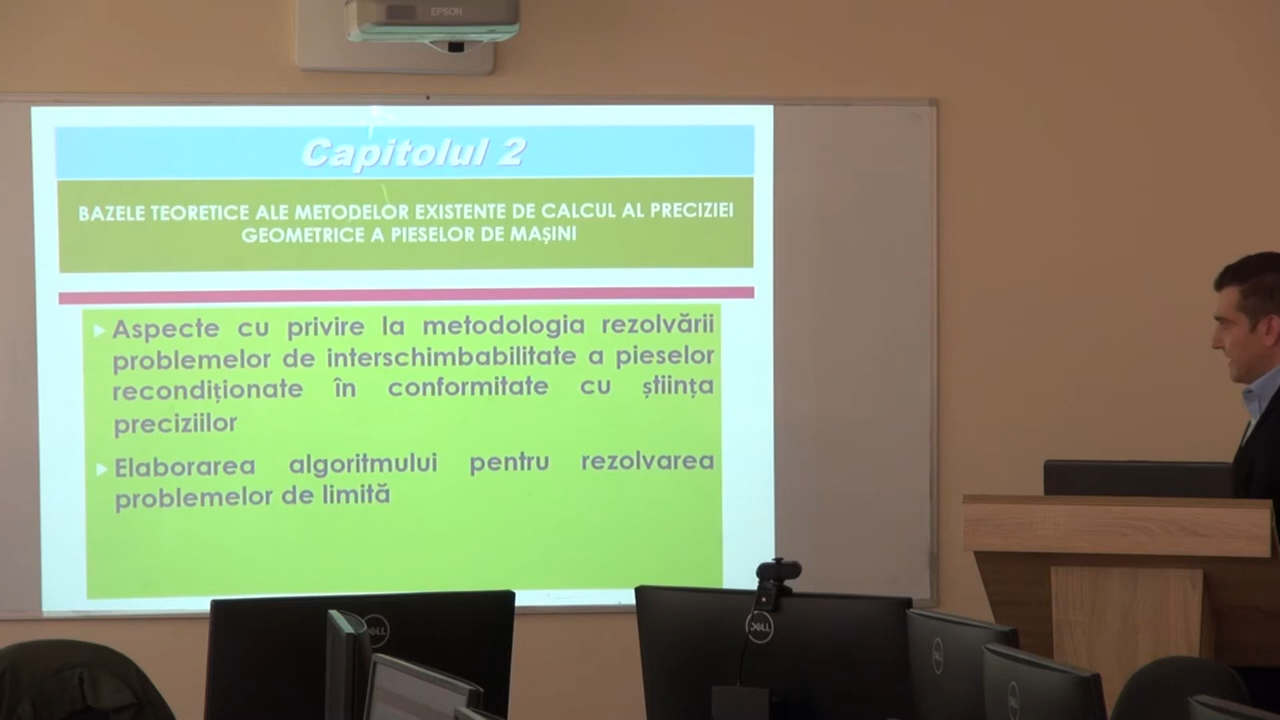 EPSON
Capitolul 2
BAZELE TEORETICE ALE METODELOR EXISTENTE DE CALCUL AL PRECIZIEI
GEOMETRICE A PIESELOR DE MAȘINI
Aspecte cu privire la metodologia rezolvării
problemelor de interschimbabilitate a pieselor
recondiționate în conformitate cu știința
preciziilor
Elaborarea algoritmului pentru rezolvarea
problemelor de limită
DELL
DELL
DELL
DELL